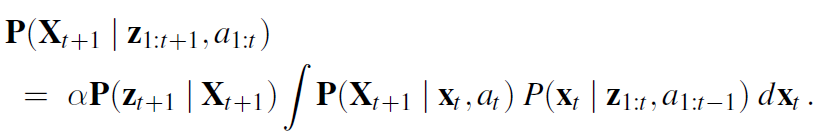 P(X_{t+1} | z_{1:t+1}, a_{1:t})
= αP(z_{t+1} | X_{t+1}) ∫ P(X_{t+1} | x_t, a_t) P(x_t | z_{1:t}, a_{1:t−1}) dx_t .